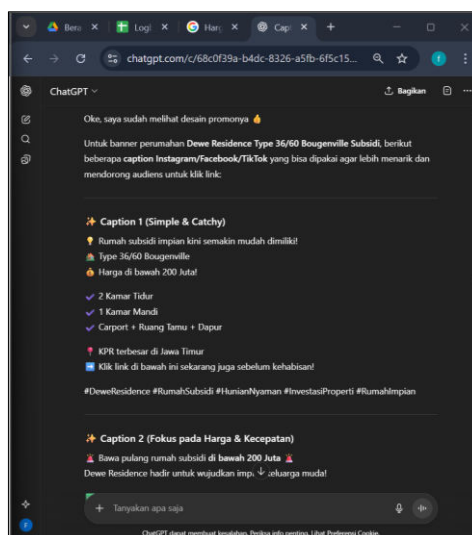 Bera
Logi
Harg
Capt
chatgpt.com/c/68c0f39a-b4dc-8326-a5fb-6f5c15...
ChatGPT
Bagikan
Oke, saya sudah melihat desain promonya 👍
Untuk banner perumahan Dewe Residence Type 36/60 Bougenville Subsidi, berikut
beberapa caption Instagram/Facebook/TikTok yang bisa dipakai agar lebih menarik dan
mendorong audiens untuk klik link:
✨ Caption 1 (Simple & Catchy)
💡 Rumah subsidi impian kini semakin mudah dimiliki!
🏡 Type 36/60 Bougenville
💰 Harga di bawah 200 Juta!
✔ 2 Kamar Tidur
✔ 1 Kamar Mandi
✔ Carport + Ruang Tamu + Dapur
📍 KPR terbesar di Jawa Timur
➡ Klik link di bawah ini sekarang juga sebelum kehabisan!
#DeweResidence #RumahSubsidi #HunianNyaman #InvestasiProperti #RumahImpian
✨ Caption 2 (Fokus pada Harga & Kecepatan)
🚨 Bawa pulang rumah subsidi di bawah 200 Juta 🚨
Dewe Residence hadir untuk wujudkan keluarga muda!
Tanyakan apa saja
ChatGPT dapat membuat kesalahan. Periksa info penting. Lihat Preferensi Cookie.